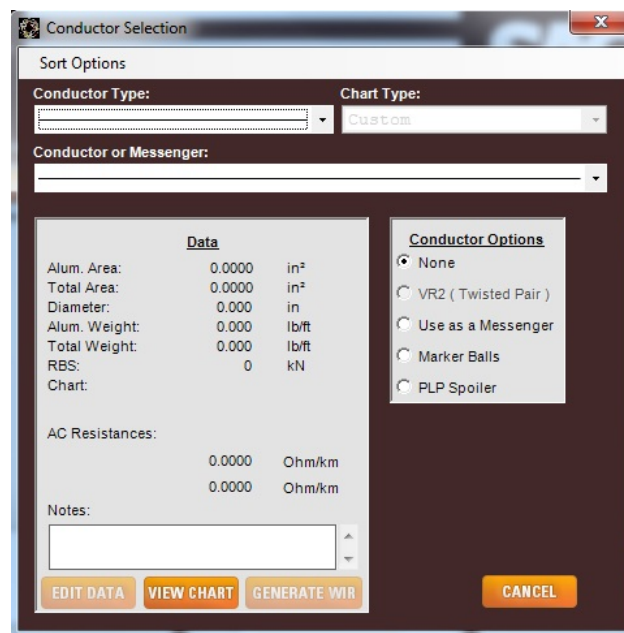 Conductor Selection
X
Sort Options
Conductor Type: Chart Type:
Custom
Conductor or Messenger:
Data
Alum. Area: 0.0000 in²
Total Area: 0.0000 in²
Diameter: 0.000 in
Alum. Weight: 0.000 lb/ft
Total Weight: 0.000 lb/ft
RBS: 0 kN
Chart:
AC Resistances:
0.0000 Ohm/km
0.0000 Ohm/km
Notes:
EDIT DATA VIEW CHART GENERATE WIR
Conductor Options
None
VR2 ( Twisted Pair )
Use as a Messenger
Marker Balls
PLP Spoiler
CANCEL